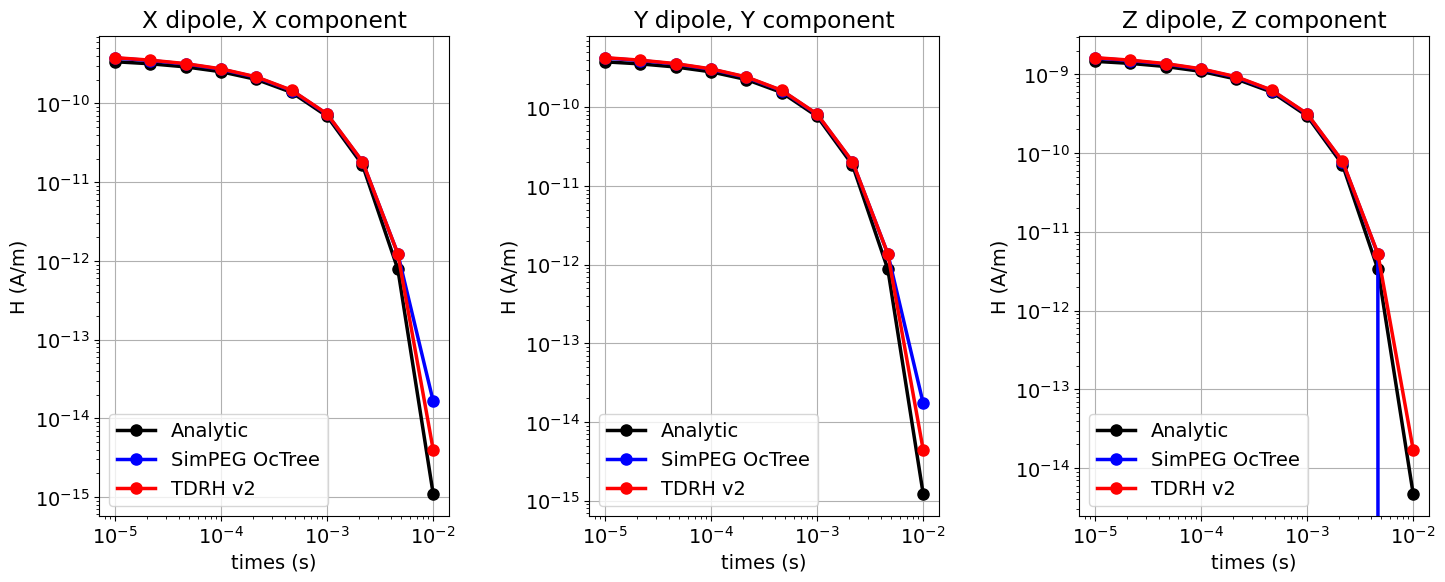 X dipole, X component
H (A/m)
10⁻¹⁰
10⁻¹¹
10⁻¹²
10⁻¹³
10⁻¹⁴
10⁻¹⁵
Analytic
SimPEG OcTree
TDRH v2
10⁻⁵ 10⁻⁴ 10⁻³ 10⁻²
times (s)
Y dipole, Y component
H (A/m)
10⁻¹⁰
10⁻¹¹
10⁻¹²
10⁻¹³
10⁻¹⁴
10⁻¹⁵
Analytic
SimPEG OcTree
TDRH v2
10⁻⁵ 10⁻⁴ 10⁻³ 10⁻²
times (s)
Z dipole, Z component
H (A/m)
10⁻⁹
10⁻¹⁰
10⁻¹¹
10⁻¹²
10⁻¹³
10⁻¹⁴
Analytic
SimPEG OcTree
TDRH v2
10⁻⁵ 10⁻⁴ 10⁻³ 10⁻²
times (s)